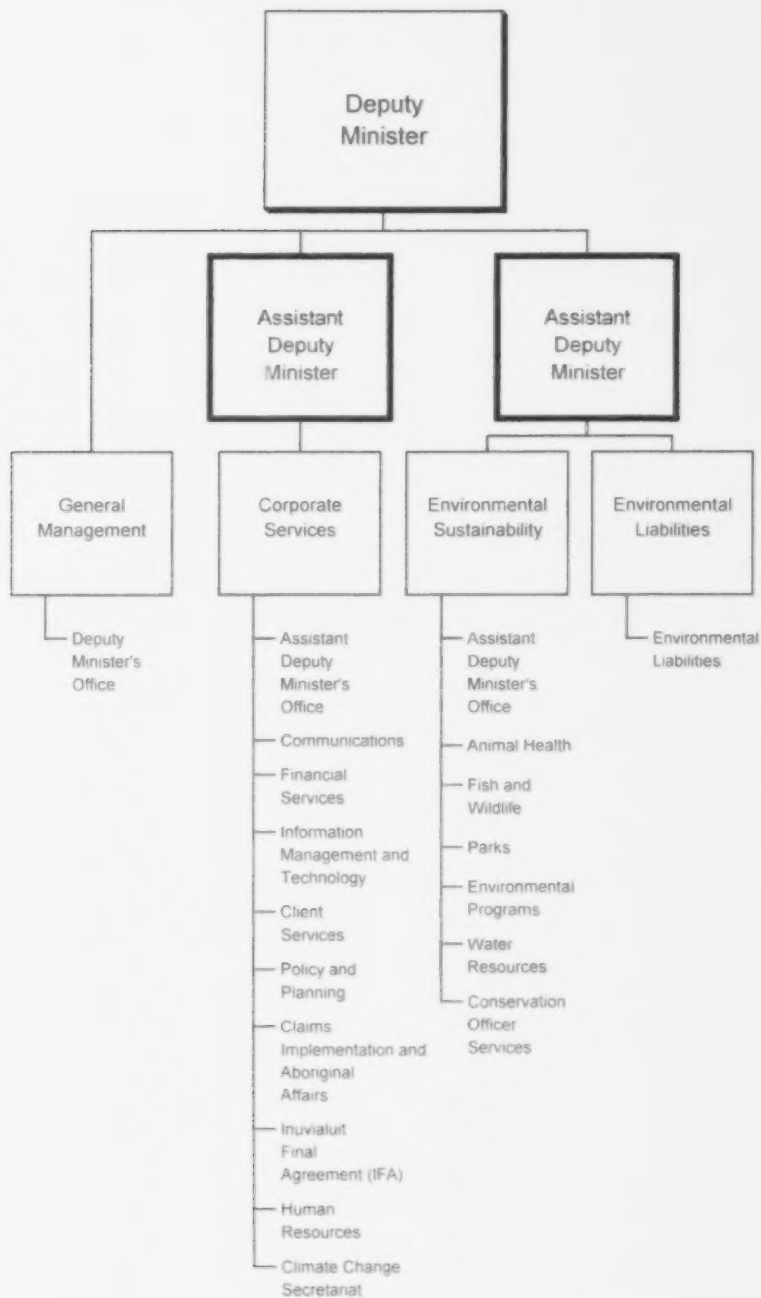 Deputy
Minister
Assistant
Deputy
Minister
Assistant
Deputy
Minister
General
Management
Corporate
Services
Environmental
Sustainability
Environmental
Liabilities
Deputy
Minister's
Office
Assistant
Deputy
Minister's
Office
Communications
Financial
Services
Information
Management and
Technology
Client
Services
Policy and
Planning
Claims
Implementation and
Aboriginal
Affairs
Inuvialuit
Final
Agreement (IFA)
Human
Resources
Climate Change
Secretariat
Assistant
Deputy
Minister's
Office
Animal Health
Fish and
Wildlife
Parks
Environmental
Programs
Water
Resources
Conservation
Officer
Services
Environmental
Liabilities